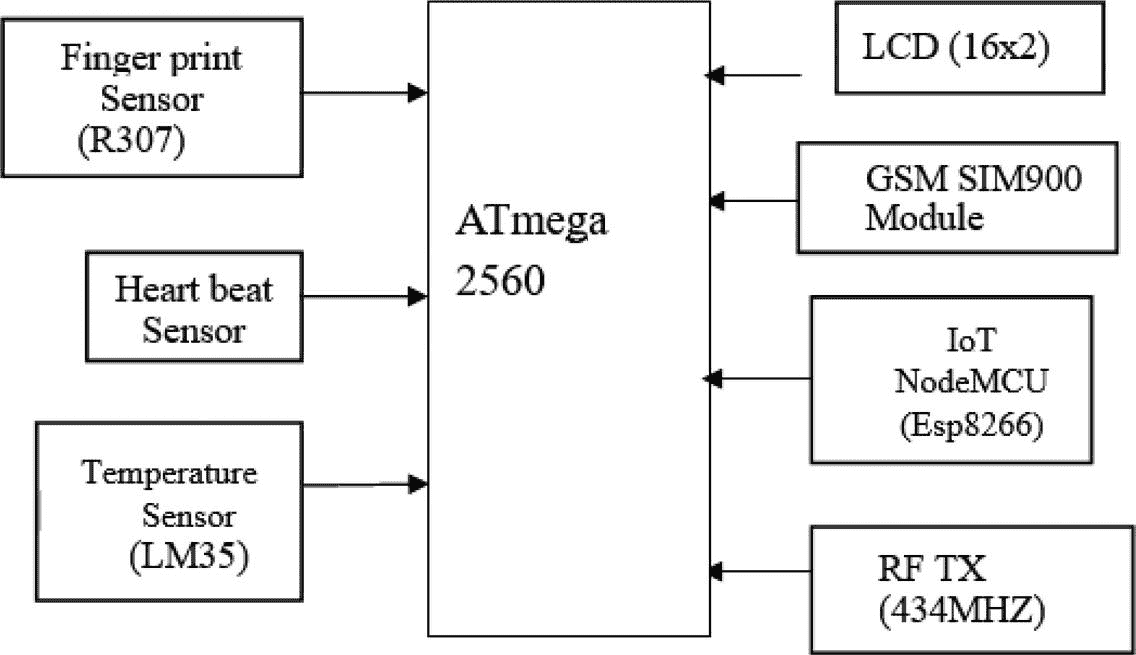 Finger print
Sensor
(R307)
Heart beat
Sensor
Temperature
Sensor
(LM35)
ATmega
2560
LCD (16x2)
GSM SIM900
Module
IoT
NodeMCU
(Esp8266)
RF TX
(434MHZ)